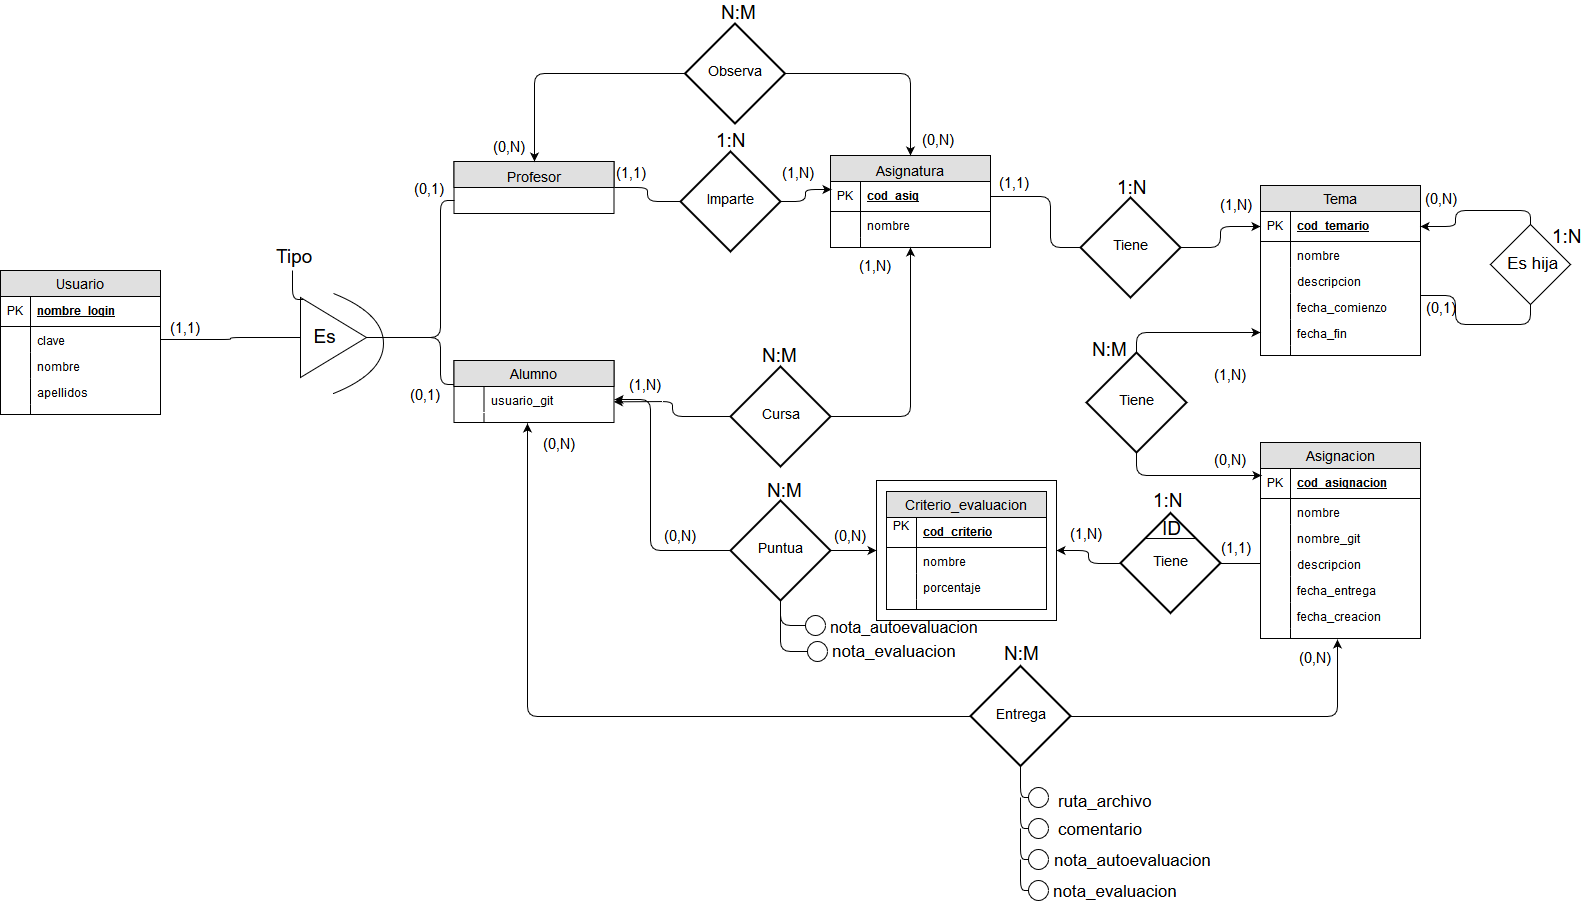 N:M
Observa
(0,N)
(0,N)
1:N
Profesor
(1,1)
(0,1)
Imparte
(1,N)
Asignatura
PK cod_asig
nombre
(1,1)
1:N
Tiene
(1,N)
Tema
PK cod_temario
nombre
descripcion
fecha_comienzo
fecha_fin
(0,N)
1:N
Es hija
(0,1)
Tipo
Usuario
PK nombre_login
clave
nombre
apellidos
(1,1)
Es
(1,N)
Alumno
usuario_git
(0,1)
(1,N)
(0,N)
N:M
Cursa
N:M
Tiene
(1,N)
(0,N)
Asignacion
PK cod_asignacion
nombre
nombre_git
descripcion
fecha_entrega
fecha_creacion
N:M
Puntua
(0,N)
(0,N)
nota_autoevaluacion
nota_evaluacion
Criterio_evaluacion
PK cod_criterio
nombre
porcentaje
(1,N)
1:N
ID
Tiene
(1,1)
(0,N)
N:M
Entrega
ruta_archivo
comentario
nota_autoevaluacion
nota_evaluacion